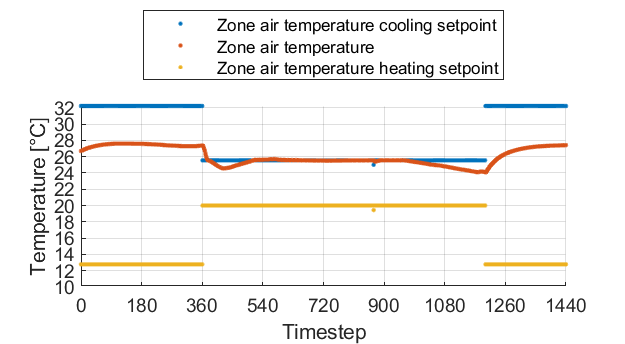 Zone air temperature cooling setpoint
Zone air temperature
Zone air temperature heating setpoint
Temperature [°C]
32
30
28
26
24
22
20
18
16
14
12
10
0 180 360 540 720 900 1080 1260 1440
Timestep